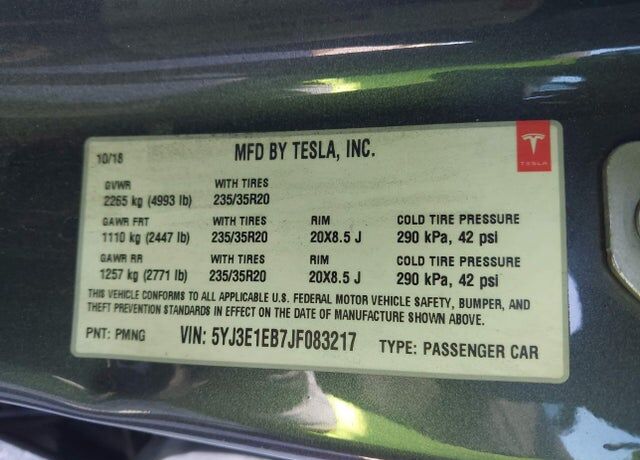 10/18
MFD BY TESLA, INC.
TESLA
GVWR WITH TIRES
2265 kg (4993 lb) 235/35R20
GAWR FRT WITH TIRES RIM COLD TIRE PRESSURE
1110 kg (2447 lb) 235/35R20 20X8.5 J 290 kPa, 42 psi
GAWR RR WITH TIRES RIM COLD TIRE PRESSURE
1257 kg (2771 lb) 235/35R20 20X8.5 J 290 kPa, 42 psi
THIS VEHICLE CONFORMS TO ALL APPLICABLE U.S. FEDERAL MOTOR VEHICLE SAFETY, BUMPER, AND
THEFT PREVENTION STANDARDS IN EFFECT ON THE DATE OF MANUFACTURE SHOWN ABOVE.
PNT: PMNG VIN: 5YJ3E1EB7JF083217 TYPE: PASSENGER CAR